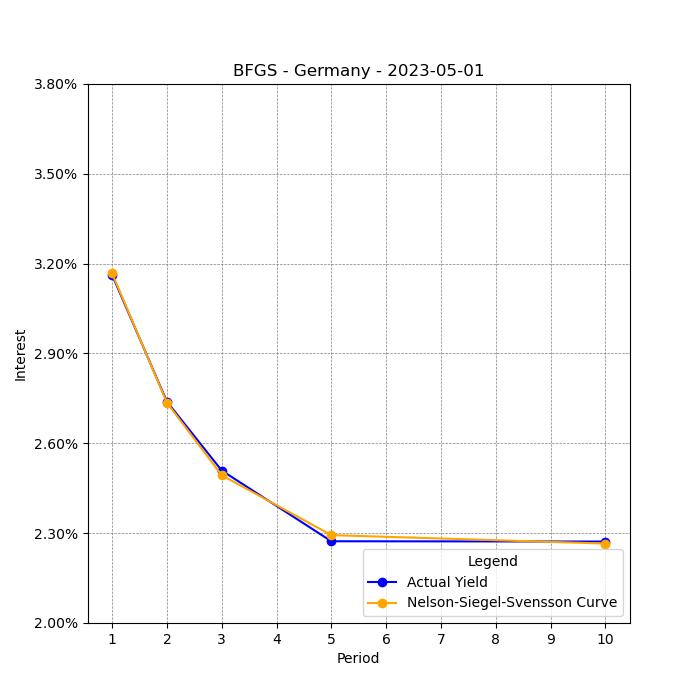 BFGS - Germany - 2023-05-01
3.80%
3.50%
3.20%
2.90%
2.60%
2.30%
2.00%
Interest
1 2 3 4 5 6 7 8 9 10
Period
Legend
Actual Yield
Nelson-Siegel-Svensson Curve